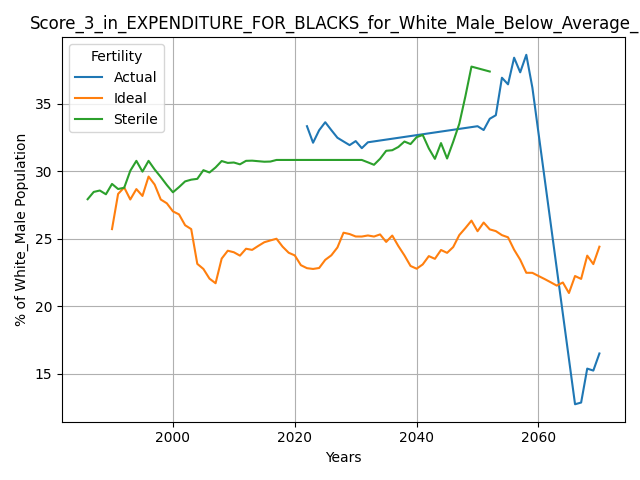 Score_3_in_EXPENDITURE_FOR_BLACKS_for_White_Male_Below_Average_
Fertility
Actual
Ideal
Sterile
% of White_Male Population
35
30
25
20
15
2000 2020 2040 2060
Years